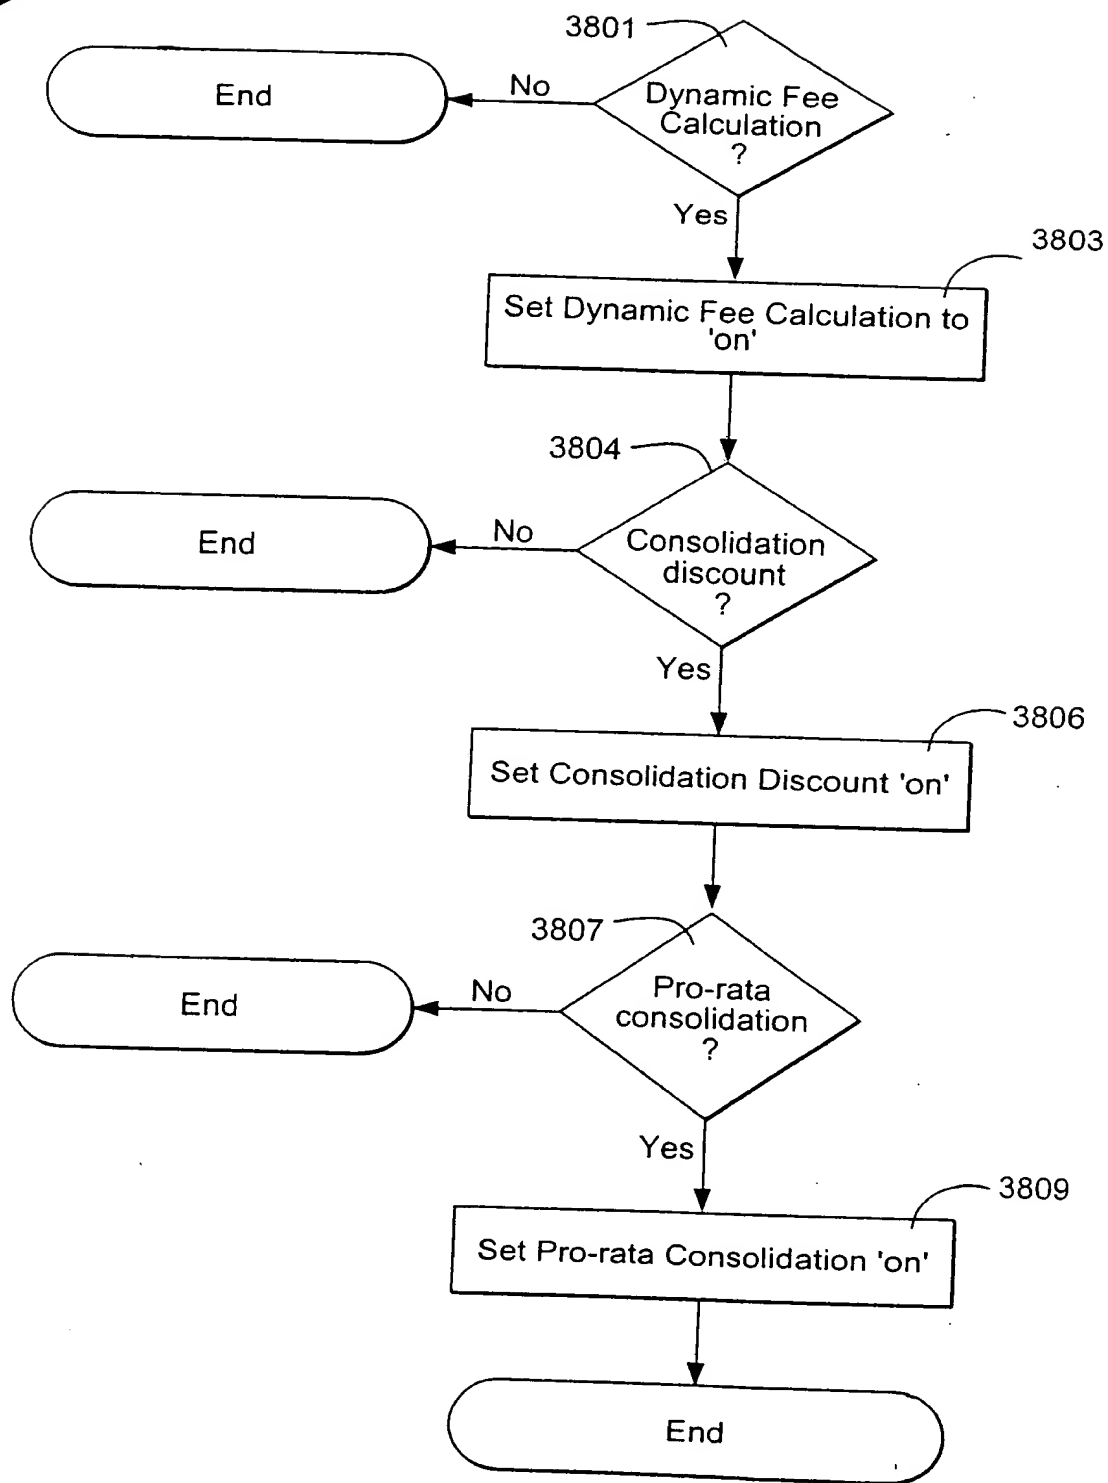 3801
End
No
Dynamic Fee
Calculation
?
Yes
3803
Set Dynamic Fee Calculation to
'on'
3804
End
No
Consolidation
discount
?
Yes
3806
Set Consolidation Discount 'on'
3807
End
No
Pro-rata
consolidation
?
Yes
3809
Set Pro-rata Consolidation 'on'
End